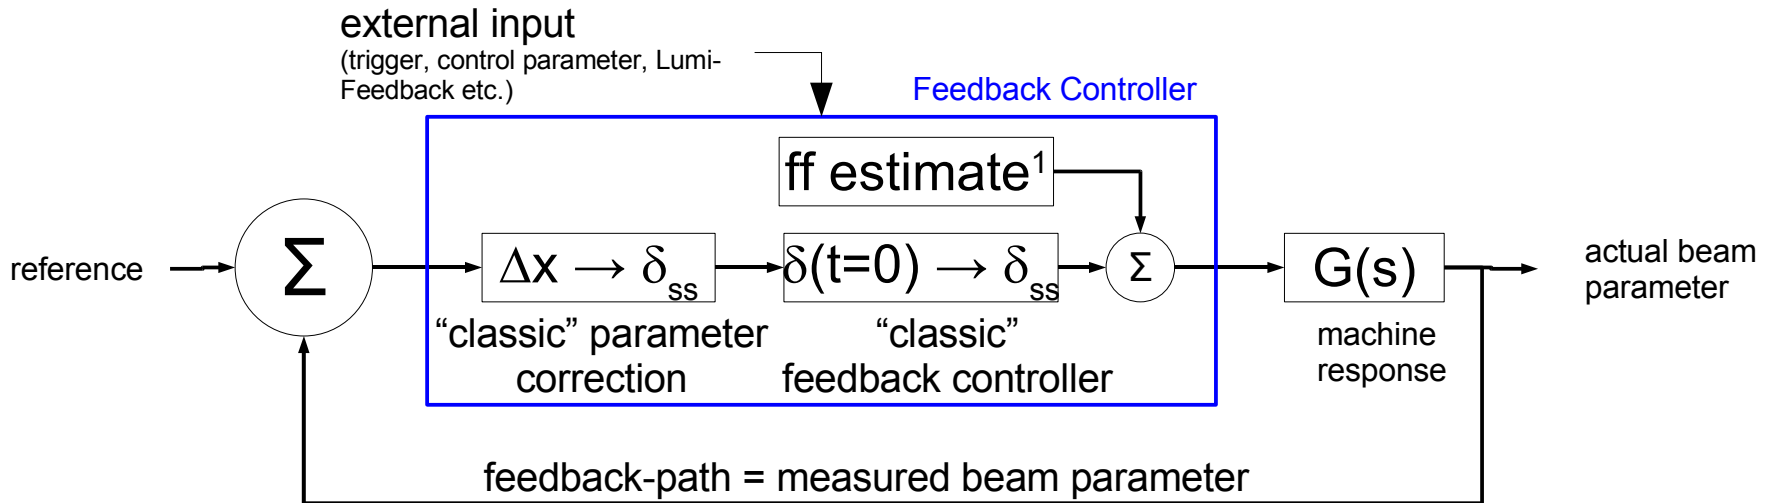 external input
(trigger, control parameter, Lumi-
Feedback etc.)
Feedback Controller
ff estimate¹
reference
Σ
Δx → δss
δ(t=0) → δss
Σ
G(s)
actual beam
parameter
“classic” parameter
correction
“classic”
feedback controller
machine
response
feedback-path = measured beam parameter